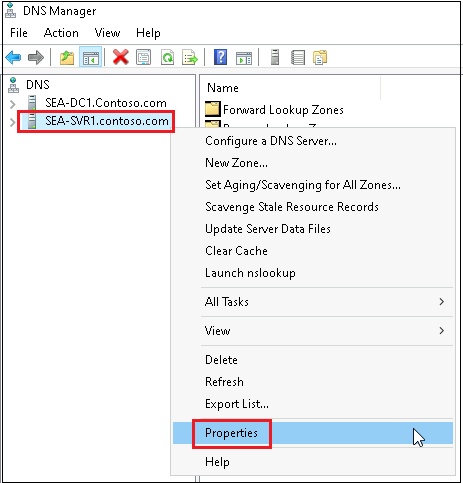 DNS Manager
File Action View Help
DNS
SEA-DC1.Contoso.com
SEA-SVR1.contoso.com
Name
Forward Lookup Zones
Configure a DNS Server...
New Zone...
Set Aging/Scavenging for All Zones...
Scavenge Stale Resource Records
Update Server Data Files
Clear Cache
Launch nslookup
All Tasks
View
Delete
Refresh
Export List...
Properties
Help